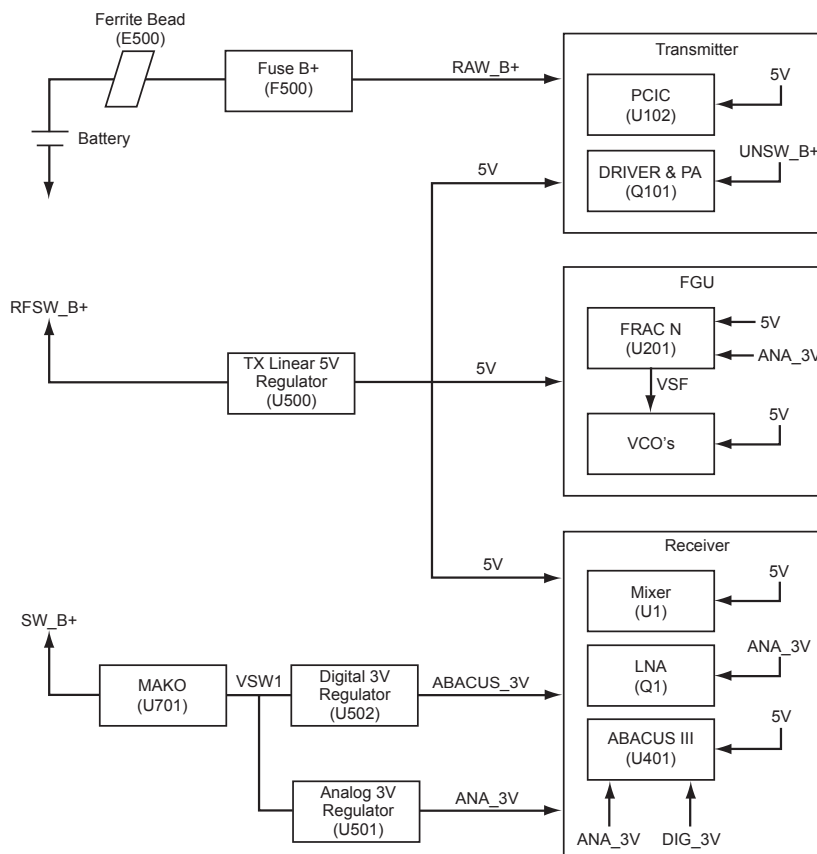 Ferrite Bead
(E500)
Fuse B+
(F500)
RAW_B+
Battery
Transmitter
PCIC
(U102)
5V
DRIVER & PA
(Q101)
UNSW_B+
5V
RFSW_B+
TX Linear 5V
Regulator
(U500)
5V
FGU
FRAC N
(U201)
5V
ANA_3V
VSF
VCO's
5V
5V
Receiver
Mixer
(U1)
5V
SW_B+
MAKO
(U701)
VSW1
Digital 3V
Regulator
(U502)
ABACUS_3V
LNA
(Q1)
ANA_3V
ABACUS III
(U401)
5V
Analog 3V
Regulator
(U501)
ANA_3V
ANA_3V
DIG_3V